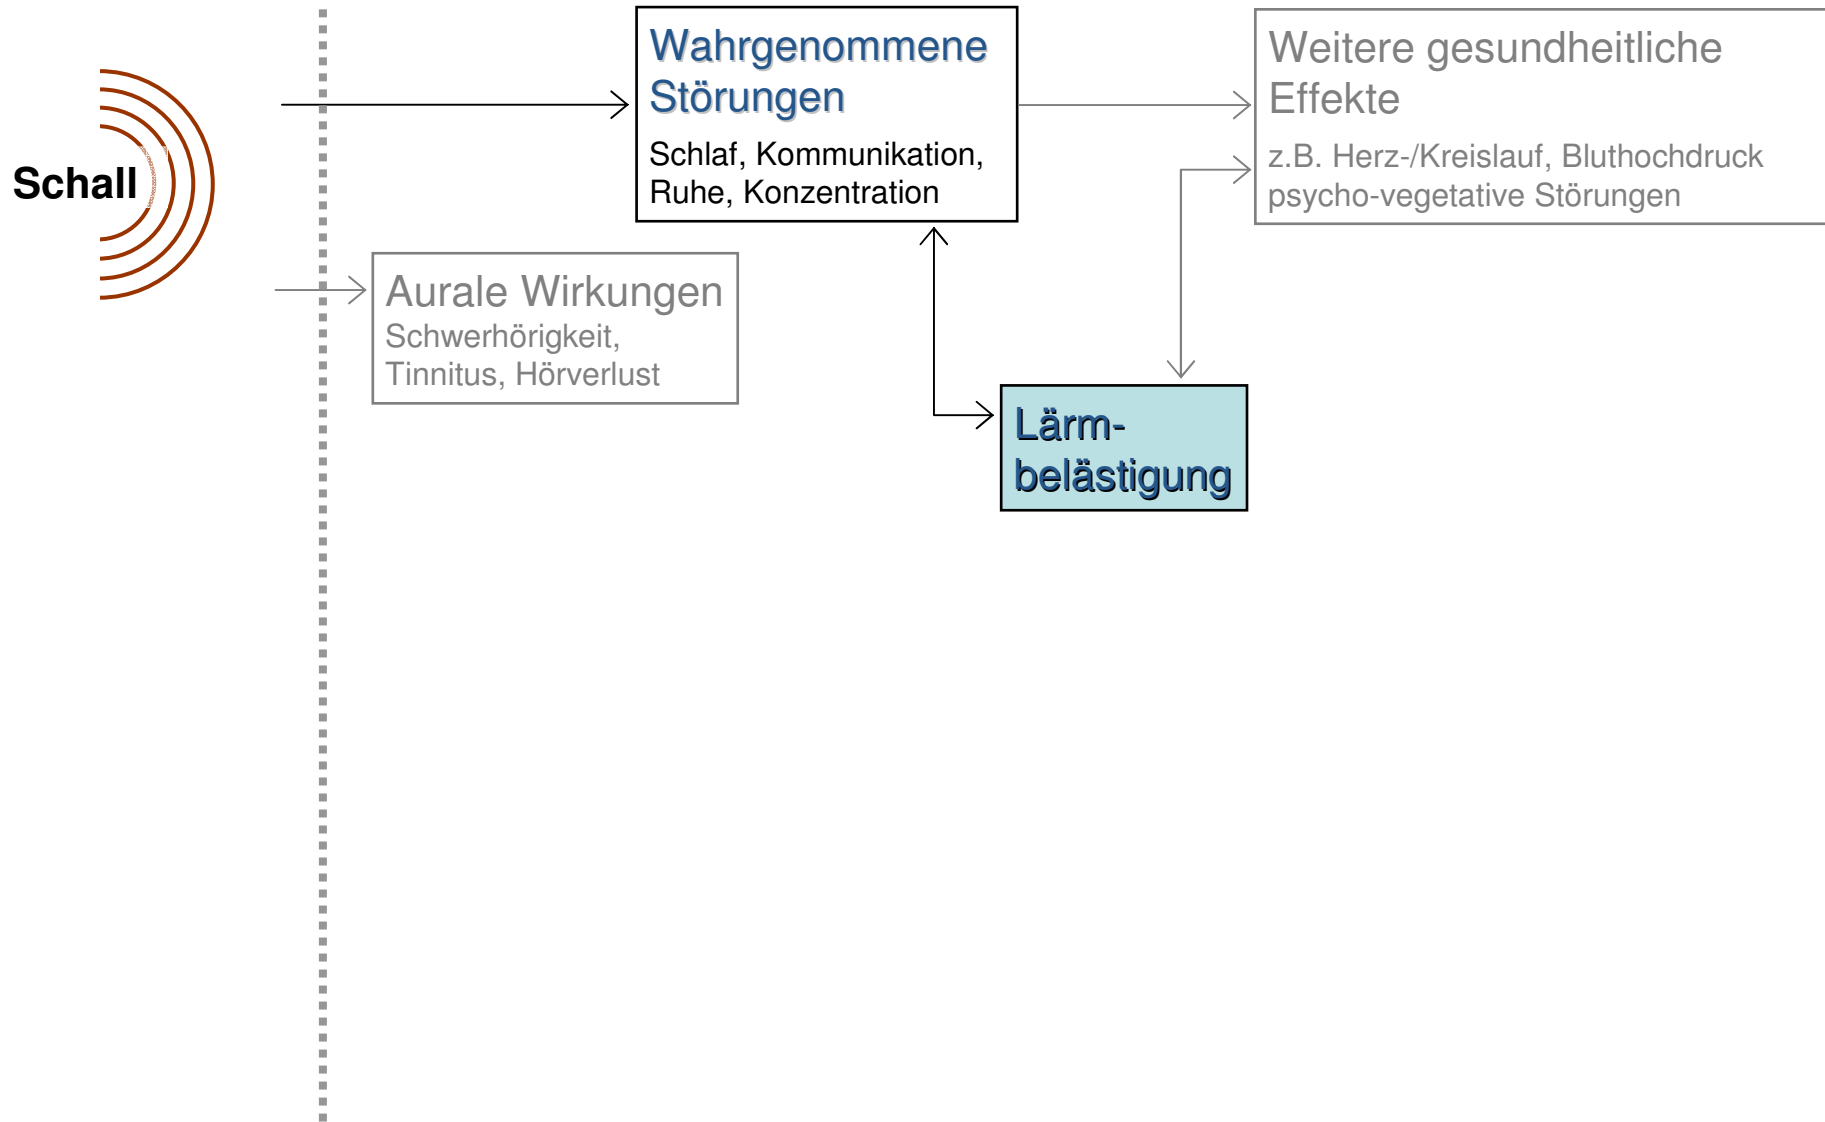 Schall
Wahrgenommene
Störungen
Schlaf, Kommunikation,
Ruhe, Konzentration
Weitere gesundheitliche
Effekte
z.B. Herz-/Kreislauf, Bluthochdruck
psycho-vegetative Störungen
Aurale Wirkungen
Schwerhörigkeit,
Tinnitus, Hörverlust
Lärm-
belästigung